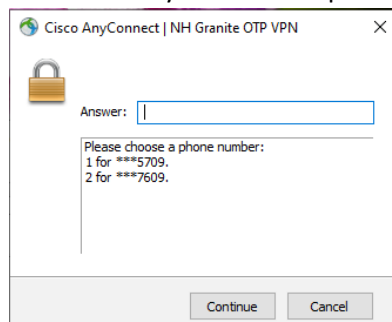 Cisco AnyConnect | NH Granite OTP VPN
Answer:
Please choose a phone number:
1 for ***5709.
2 for ***7609.
Continue Cancel